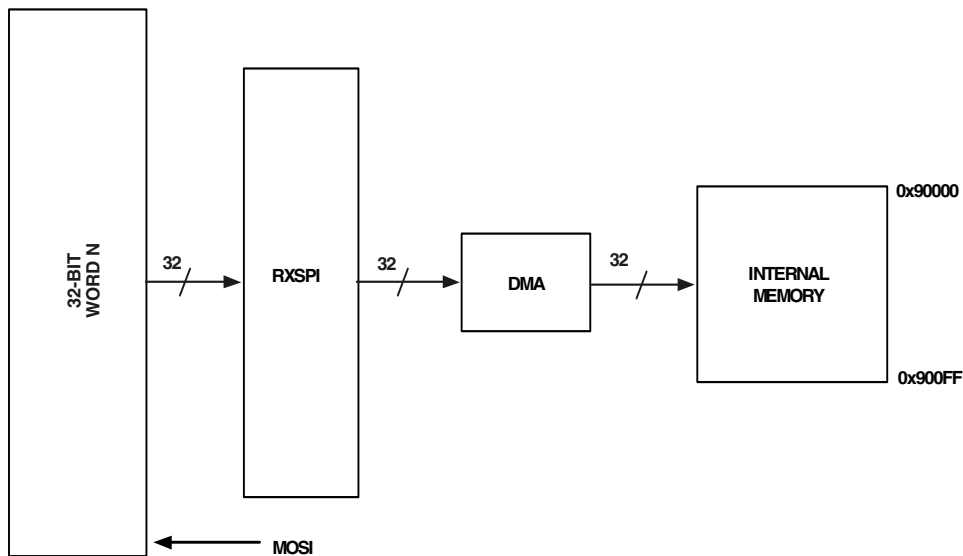 32-BIT
WORD N
32
RXSPI
32
DMA
32
INTERNAL
MEMORY
0x90000
0x900FF
MOSI